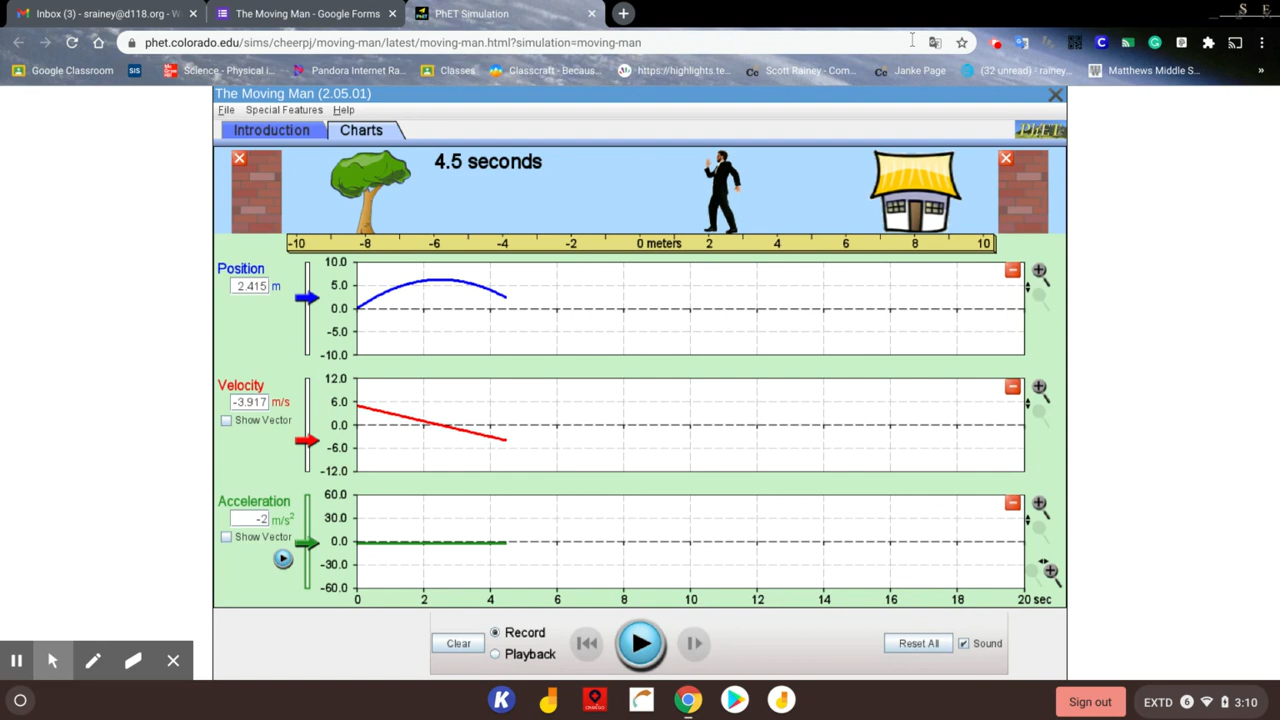 Inbox (3) - srainey@d118.org - W
The Moving Man - Google Forms
PhET Simulation
S E
phet.colorado.edu/sims/cheerpj/moving-man/latest/moving-man.html?simulation=moving-man
Google Classroom
SIS
Science - Physical i...
Pandora Internet Ra...
Classes
Classcraft - Becaus...
https://highlights.te...
Cc Scott Rainey - Com...
Cc Janke Page
(32 unread) - rainey...
W Matthews Middle S...
»
The Moving Man (2.05.01)
File Special Features Help
Introduction Charts
PhET
4.5 seconds
-10 -8 -6 -4 -2 0 meters 2 4 6 8 10
Position
2.415 m
10.0
5.0
0.0
-5.0
-10.0
Velocity
-3.917 m/s
Show Vector
12.0
6.0
0.0
-6.0
-12.0
Acceleration
-2 m/s²
Show Vector
60.0
30.0
0.0
-30.0
-60.0
0 2 4 6 8 10 12 14 16 18 20 sec
Clear
Record
Playback
Reset All
Sound
K
Sign out
EXTD 6 3:10